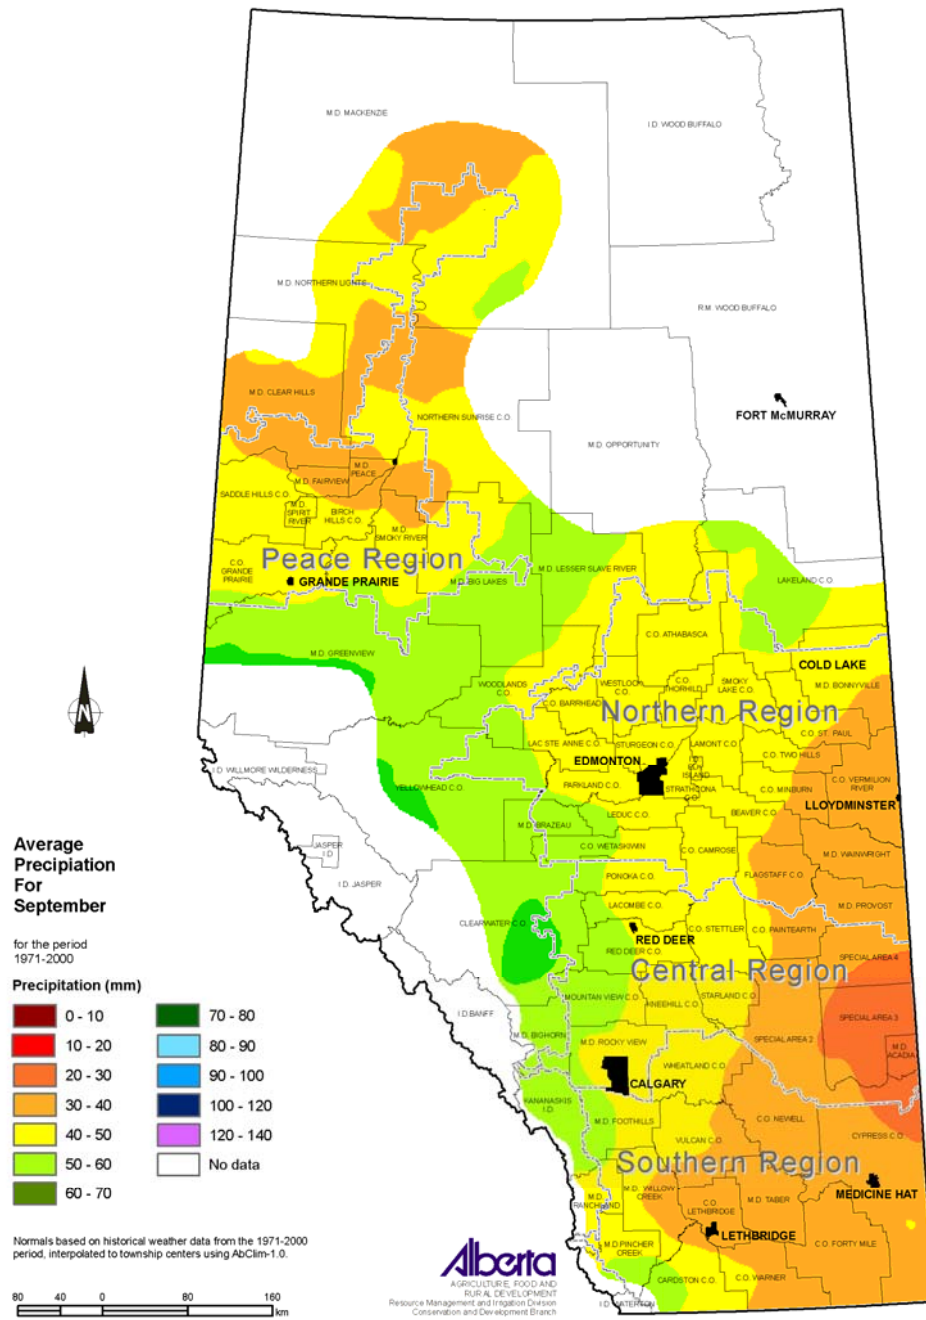 M.D. MACKENZIE
I.D. WOOD BUFFALO
M.D. NORTHERN LIGHTS
R.M. WOOD BUFFALO
M.D. CLEAR HILLS
FORT McMURRAY
NORTHERN SUNRISE C.O.
M.D. OPPORTUNITY
M.D.
PEACE
M.D. FAIRVIEW
SADDLE HILLS C.O.
M.D.
SPIRIT
RIVER
BIRCH
HILLS C.O.
M.D.
SMOKY RIVER
Peace Region
C.O.
GRANDE
PRAIRIE
GRANDE PRAIRIE
M.D. BIG LAKES
M.D. LESSER SLAVE RIVER
LAKELAND C.O.
C.O. ATHABASCA
M.D. GREENVIEW
COLD LAKE
WOODLANDS
C.O.
WESTLOCK
C.O.
C.O.
THORHILD
SMOKY
LAKE C.O.
M.D. BONNYVILLE
C.O. BARRHEAD
Northern Region
C.O. ST. PAUL
LAC STE ANNE C.O.
STURGEON C.O.
LAMONT C.O.
C.O. TWO HILLS
N
EDMONTON
I.D.
ELK
ISLAND
I.D. WILLMORE WILDERNESS
YELLOWHEAD C.O.
PARKLAND C.O.
STRATHCONA
C.O.
C.O. MINBURN
C.O. VERMILION
RIVER
LLOYDMINSTER
LEDUC C.O.
BEAVER C.O.
M.D. BRAZEAU
C.O. WETASKIWIN
C.O. CAMROSE
M.D. WAINWRIGHT
JASPER
I.D.
PONOKA C.O.
FLAGSTAFF C.O.
I.D. JASPER
LACOMBE C.O.
M.D. PROVOST
CLEARWATER C.O.
C.O. STETTLER
C.O. PAINTEARTH
RED DEER
RED DEER C.O.
SPECIAL AREA 4
Central Region
MOUNTAN VIEW C.O.
KNEEHILL C.O.
STARLAND C.O.
I.D.BANFF
SPECIAL AREA 3
M.D. BIGHORN
M.D. ROCKY VIEW
SPECIAL AREA 2
M.D.
ACADIA
WHEATLAND C.O.
CALGARY
KANANASKIS
I.D.
M.D. FOOTHILLS
C.O. NEWELL
VULCAN C.O.
CYPRESS C.O.
Southern Region
M.D. WILLOW
CREEK
M.D.
RANCHLAND
C.O.
LETHBRIDGE
M.D. TABER
MEDICINE HAT
LETHBRIDGE
M.D.PINCHER
CREEK
C.O. FORTY MILE
CARDSTON C.O.
C.O. WARNER
I.D. WATERTON
Average
Precipiation
For
September
for the period
1971-2000
Precipitation (mm)
0 - 10
10 - 20
20 - 30
30 - 40
40 - 50
50 - 60
60 - 70
70 - 80
80 - 90
90 - 100
100 - 120
120 - 140
No data
Normals based on historical weather data from the 1971-2000
period, interpolated to township centers using AbClim-1.0.
80 40 0 80 160
km
Alberta
AGRICULTURE, FOOD AND
RURAL DEVELOPMENT
Resource Management and Irrigation Division
Conservation and Development Branch